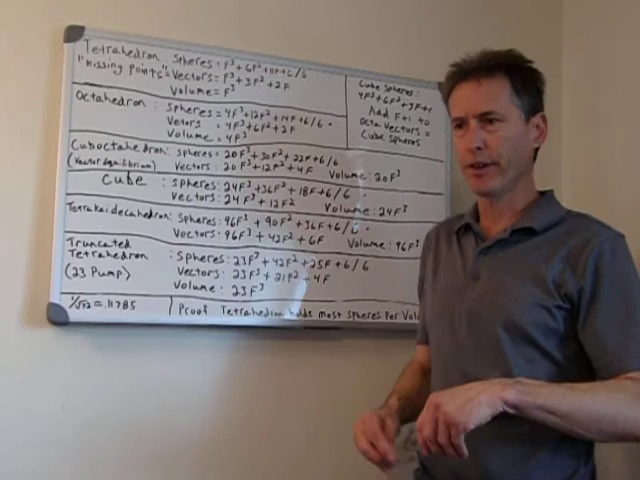 Tetrahedron Spheres = F³ + 6F² + 11F + 6 / 6
"Missing Points" = Vectors = F³ + 3F² + 2F
Volume = F³
Cube Spheres:
4F³ + 6F² + 3F + 1
Add F+1 to
Octa Vectors =
Cube Spheres
Octahedron : Spheres = 4F³ + 12F² + 14F + 6 / 6
Vetors = 4F³ + 6F² + 2F
Volume = 4F³
Cuboctahedron: Spheres = 20F³ + 30F² + 22F + 6/6
(Vector Equilibrium) Vectors: 20F³ + 12F² + 4F Volume: 20F³
Cube : Spheres: 24F³ + 36F² + 18F + 6/6
Vectors: 24F³ + 12F² Volume: 24F³
Tetrakaidecahedron: Spheres: 96F³ + 90F² + 36F + 6/6
Vectors: 96F³ + 42F² + 6F Volume: 96F³
Truncated
Tetrahedron : Spheres: 23F³ + 42F² + 25F + 6/6
(23 Pump) Vectors: 23F³ + 21F² - 4F
Volume: 23F³
1/√72 = .11785 Proof Tetrahedron holds most spheres Per Vol